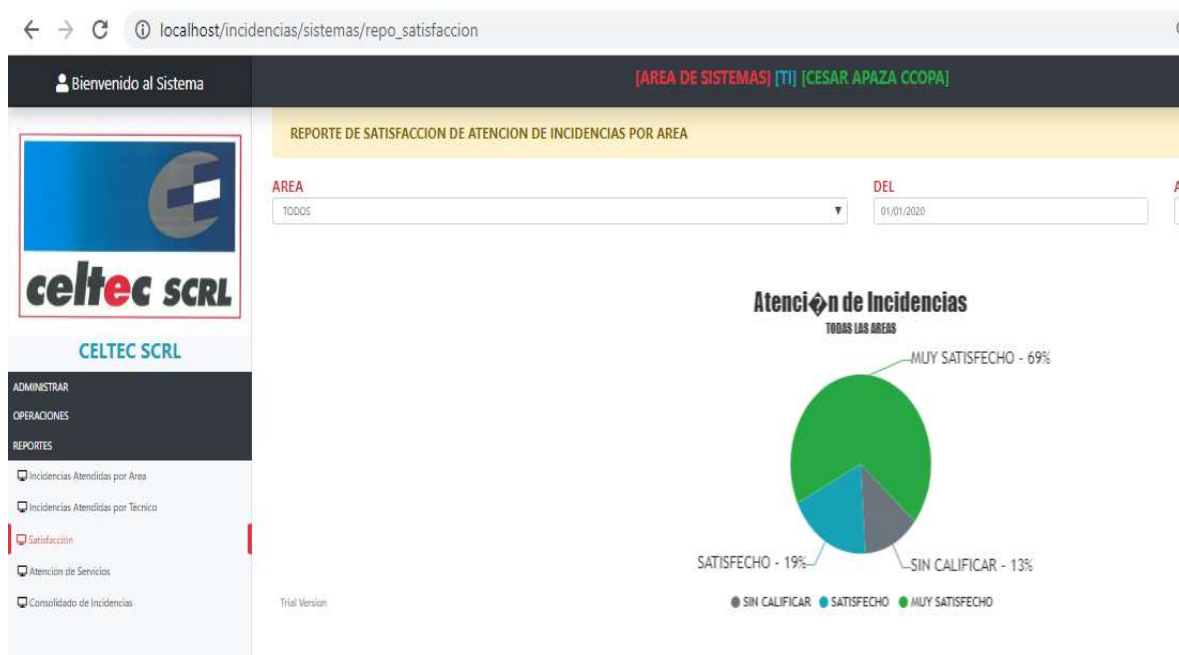 localhost/incidencias/sistemas/repo_satisfaccion
Bienvenido al Sistema
[AREA DE SISTEMAS] [TI] [CESAR APAZA CCOPA]
celtec SCRL
CELTEC SCRL
ADMINISTRAR
OPERACIONES
REPORTES
Incidencias Atendidas por Area
Incidencias Atendidas por Técnico
Satisfacción
Atención de Servicios
Consolidado de Incidencias
REPORTE DE SATISFACCION DE ATENCION DE INCIDENCIAS POR AREA
AREA
TODOS
DEL
01/01/2020
A
Atenci�n de Incidencias
TODAS LAS AREAS
MUY SATISFECHO - 69%
SATISFECHO - 19%
SIN CALIFICAR - 13%
SIN CALIFICAR SATISFECHO MUY SATISFECHO
Trial Version